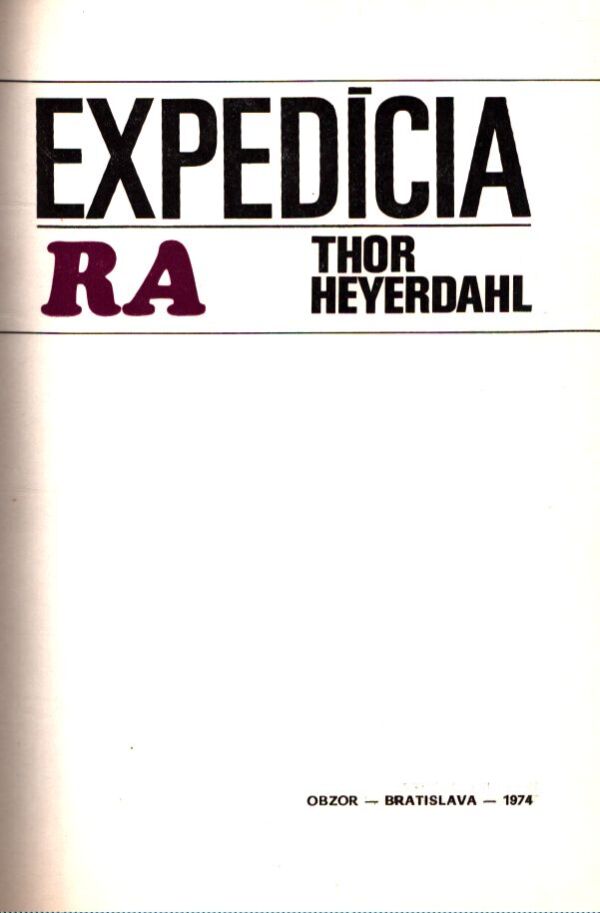 EXPEDÍCIA
RA
THOR
HEYERDAHL
OBZOR — BRATISLAVA — 1974